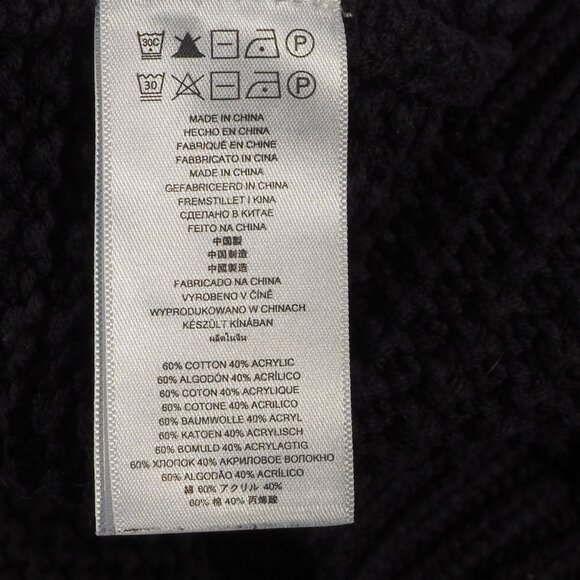 30C P
30 P
MADE IN CHINA
HECHO EN CHINA
FABRIQUÉ EN CHINE
FABBRICATO IN CINA
MADE IN CHINA
GEFABRICEERD IN CHINA
FREMSTILLET I KINA
СДЕЛАНО В КИТАЕ
FEITO NA CHINA
中国製
中国制造
中國製造
FABRICADO NA CHINA
VYROBENO V ČÍNĚ
WYPRODUKOWANO W CHINACH
KÉSZÜLT KÍNÁBAN
ผลิตในจีน
60% COTTON 40% ACRYLIC
60% ALGODÓN 40% ACRÍLICO
60% COTON 40% ACRYLIQUE
60% COTONE 40% ACRILICO
60% BAUMWOLLE 40% ACRYL
60% KATOEN 40% ACRYLISCH
60% BOMULD 40% ACRYLAGTIG
60% ХЛОПОК 40% АКРИЛОВОЕ ВОЛОКНО
60% ALGODÃO 40% ACRÍLICO
綿 60% アクリル 40%
60% 棉 40% 丙烯酸